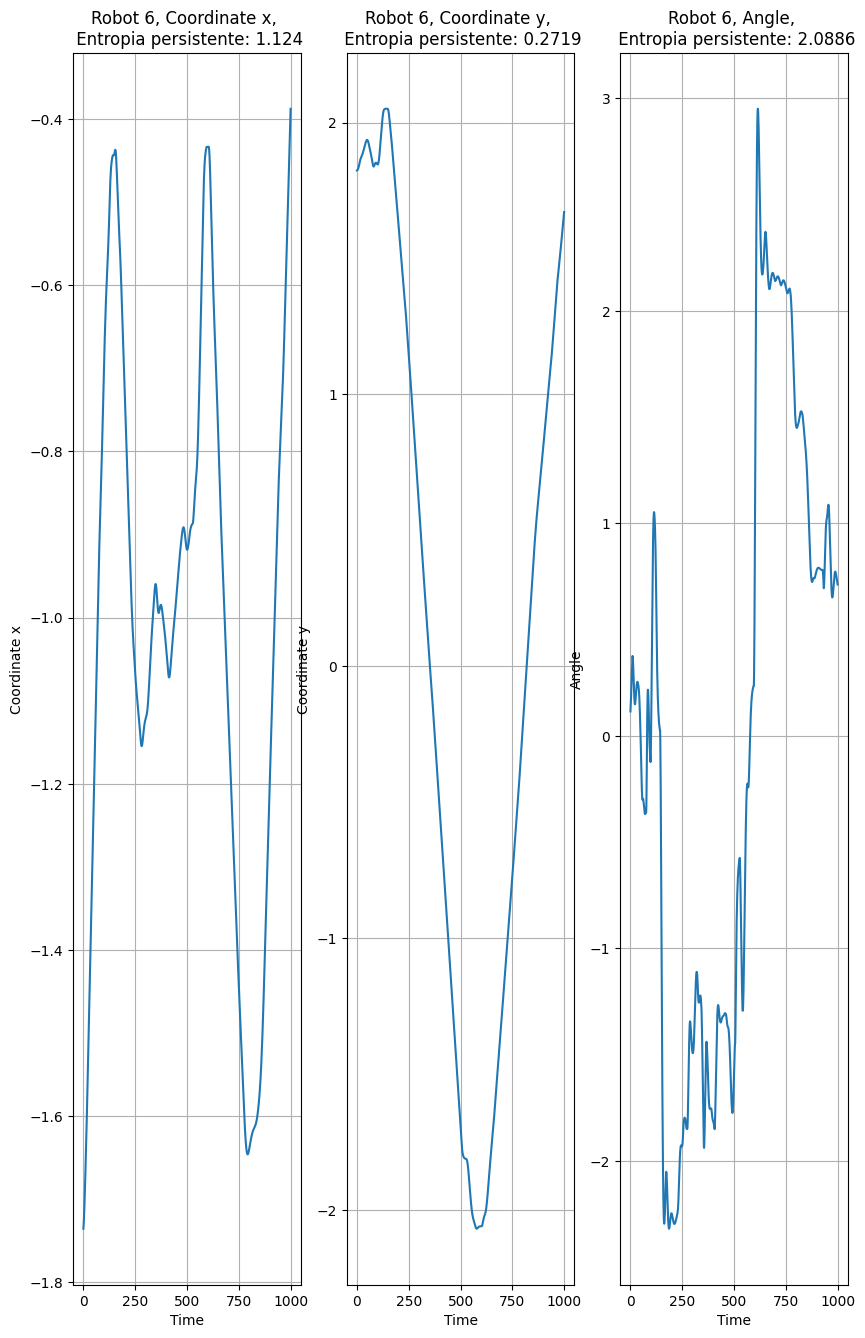 Robot 6, Coordinate x,
Entropia persistente: 1.124
Coordinate x
−0.4
−0.6
−0.8
−1.0
−1.2
−1.4
−1.6
−1.8
0 250 500 750 1000
Time
Robot 6, Coordinate y,
Entropia persistente: 0.2719
Coordinate y
2
1
0
−1
−2
0 250 500 750 1000
Time
Robot 6, Angle,
Entropia persistente: 2.0886
Angle
3
2
1
0
−1
−2
0 250 500 750 1000
Time